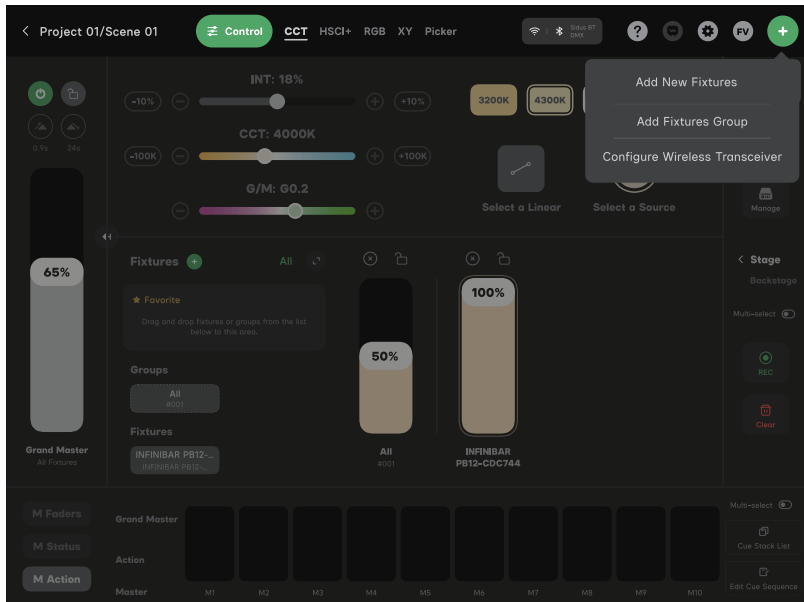 Project 01/Scene 01
Control
CCT HSCI+ RGB XY Picker
Sidus BT
DMX
?
FV
+
Add New Fixtures
Add Fixtures Group
Configure Wireless Transceiver
0.9s 24s
INT: 18%
-10% +10%
CCT: 4000K
-100K +100K
G/M: G0.2
3200K 4300K
Select a Linear Select a Source
Manage
65%
Grand Master
All Fixtures
Fixtures
All
Favorite
Drag and drop fixtures or groups from the list
below to this area.
Groups
All
#001
Fixtures
INFINIBAR PB12-...
INFINIBAR PB12-...
50%
All
#001
100%
INFINIBAR
PB12-CDC744
Stage
Backstage
Multi-select
REC
Clear
M Faders
M Status
M Action
Grand Master
Action
Master M1 M2 M3 M4 M5 M6 M7 M8 M9 M10
Multi-select
Cue Stack List
Edit Cue Sequence